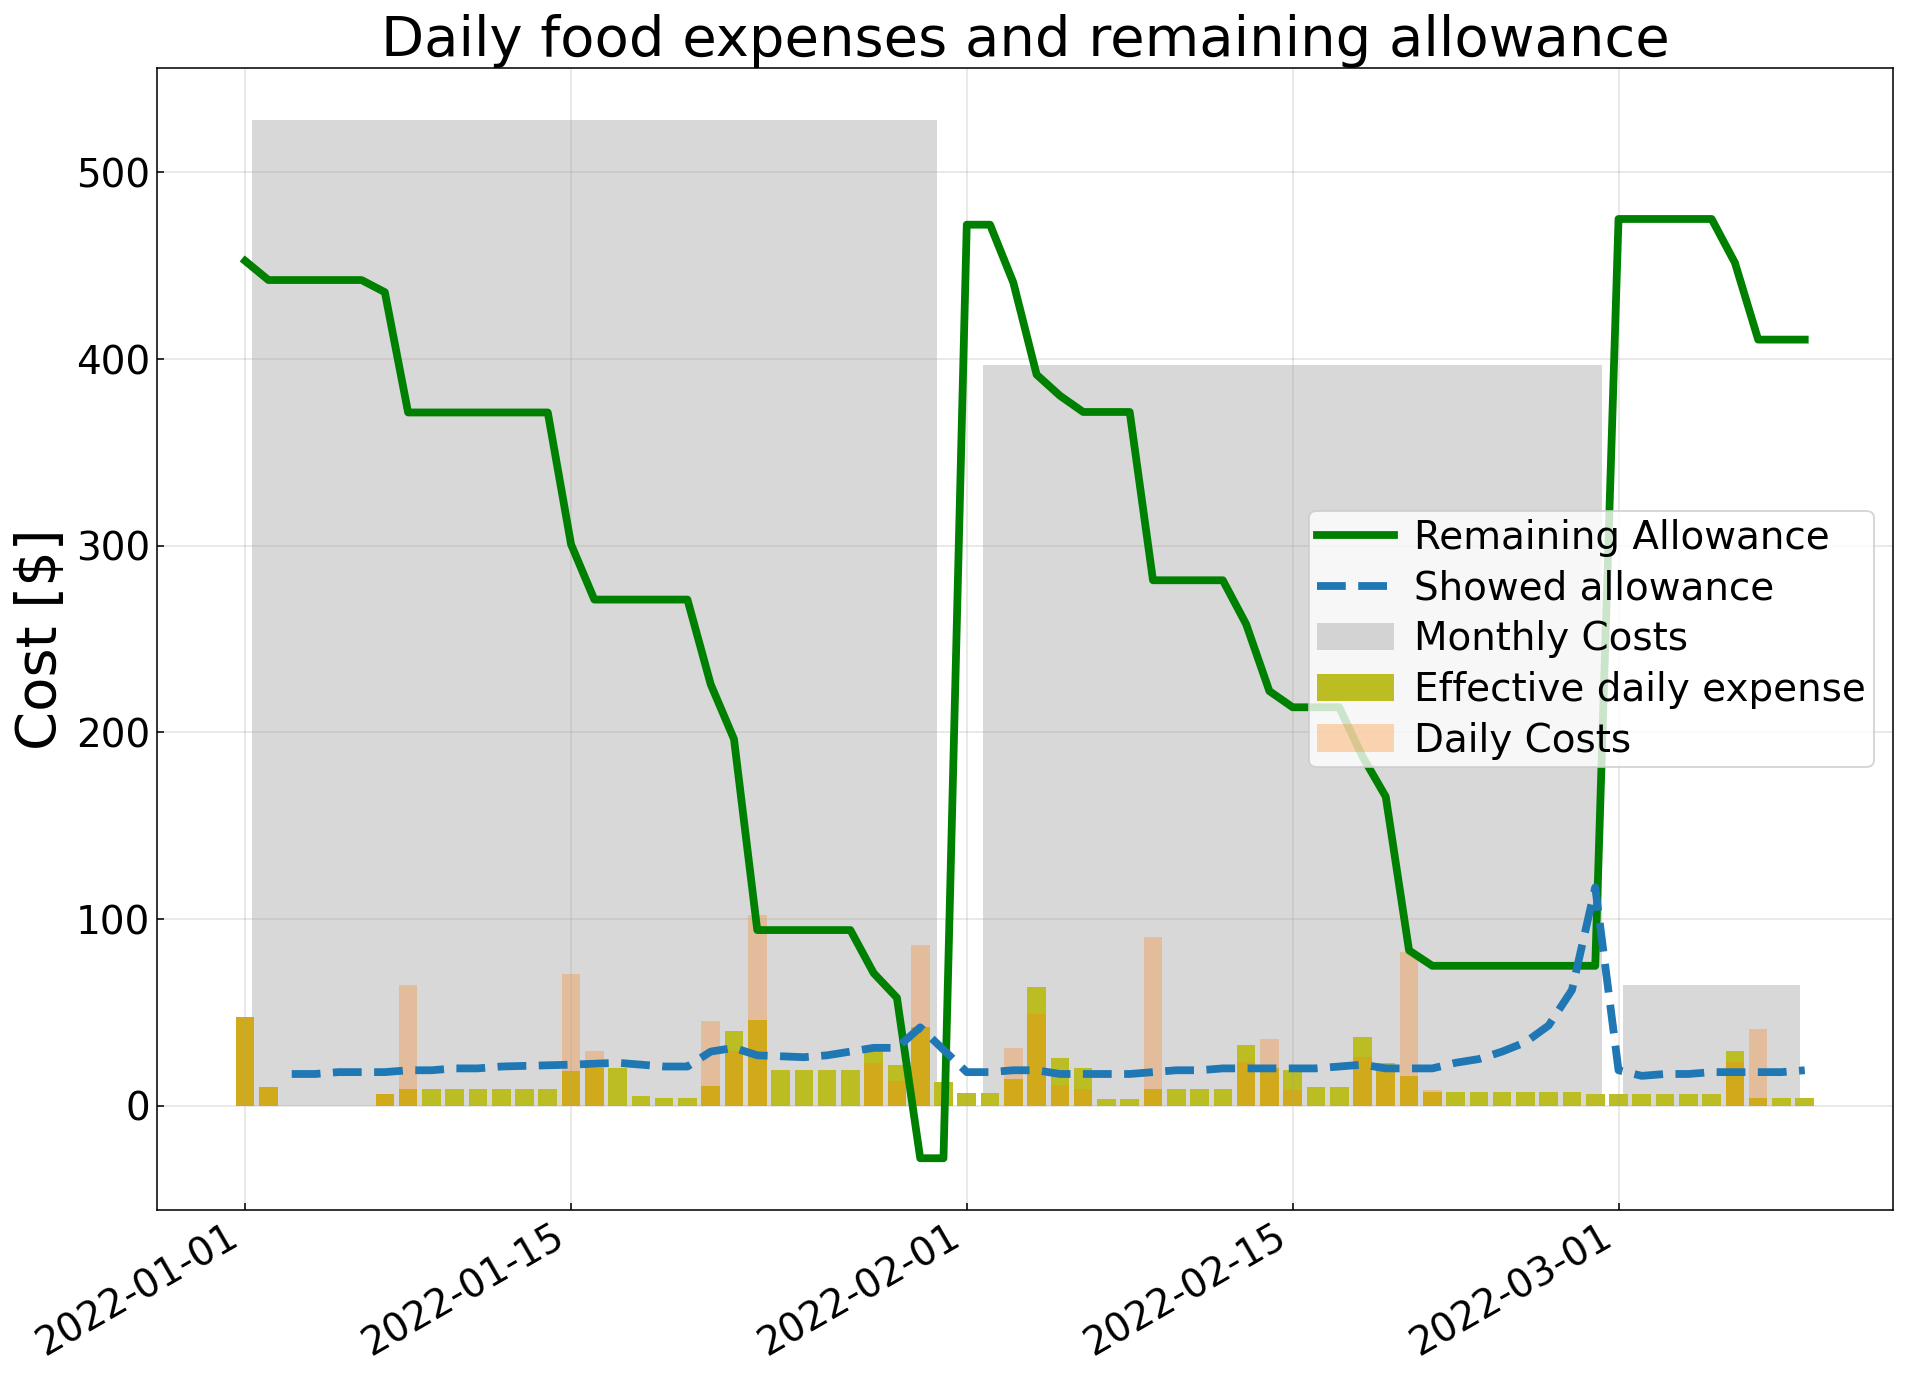 Daily food expenses and remaining allowance
Cost [$]
500
400
300
200
100
0
Remaining Allowance
Showed allowance
Monthly Costs
Effective daily expense
Daily Costs
2022-01-01
2022-01-15
2022-02-01
2022-02-15
2022-03-01